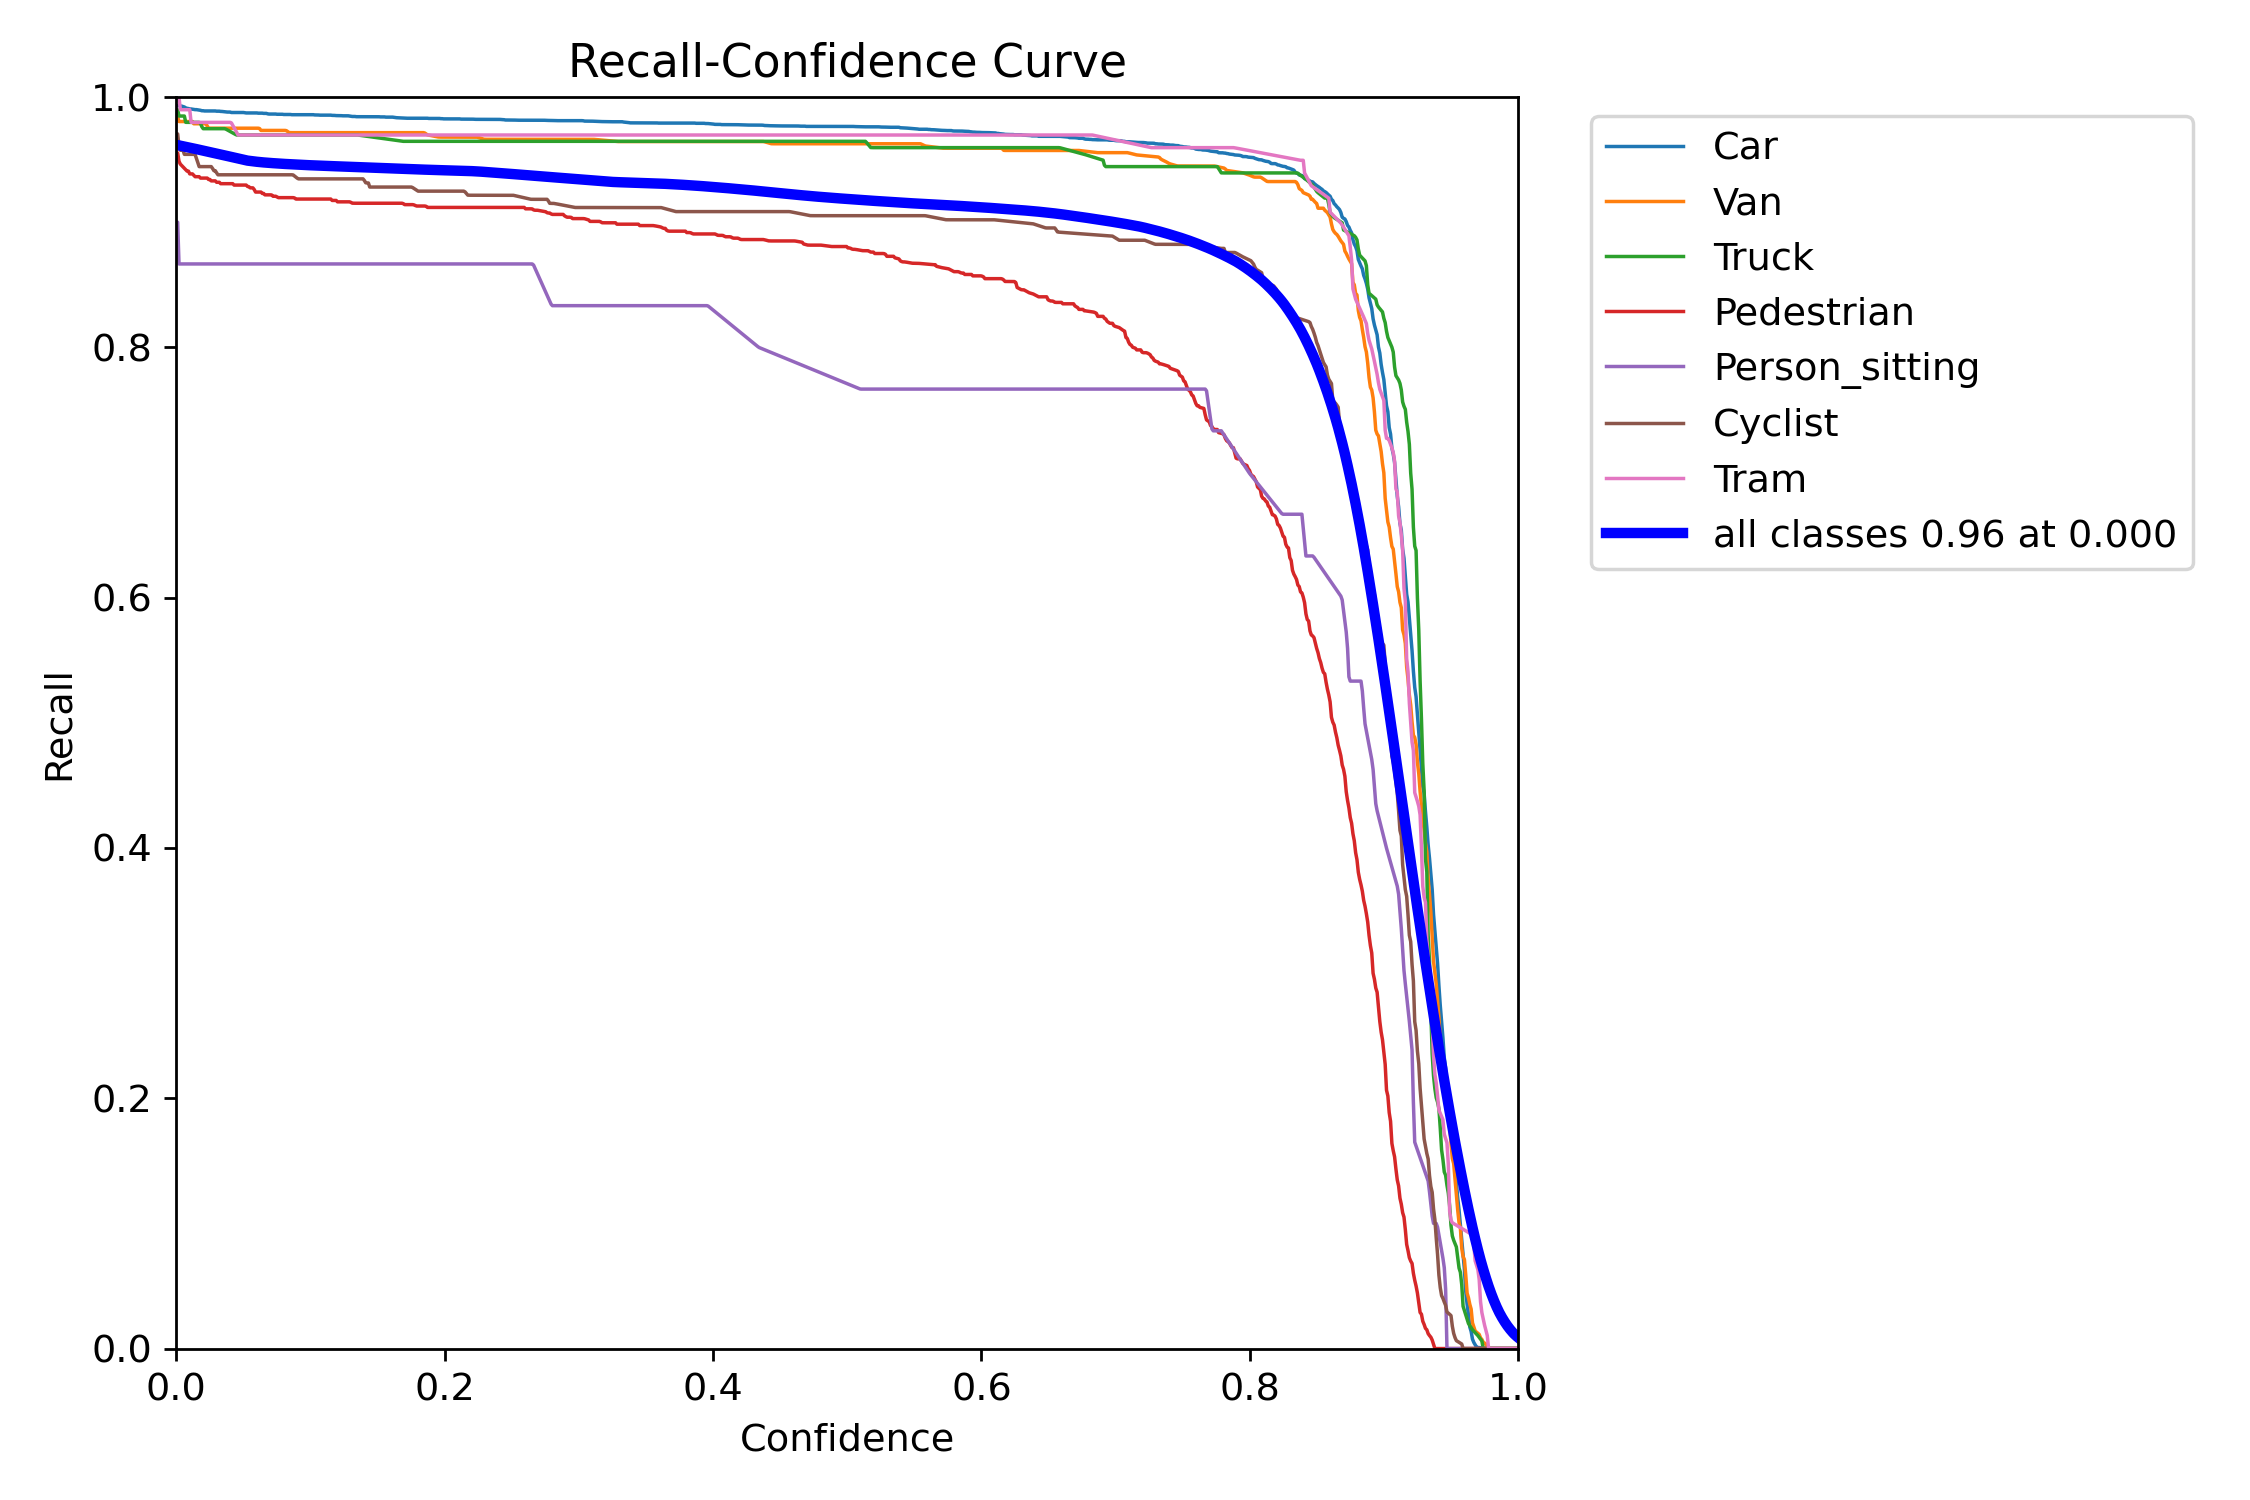 Recall-Confidence Curve
1.0
0.8
0.6
0.4
0.2
0.0
Recall
0.0 0.2 0.4 0.6 0.8 1.0
Confidence
Car
Van
Truck
Pedestrian
Person_sitting
Cyclist
Tram
all classes 0.96 at 0.000